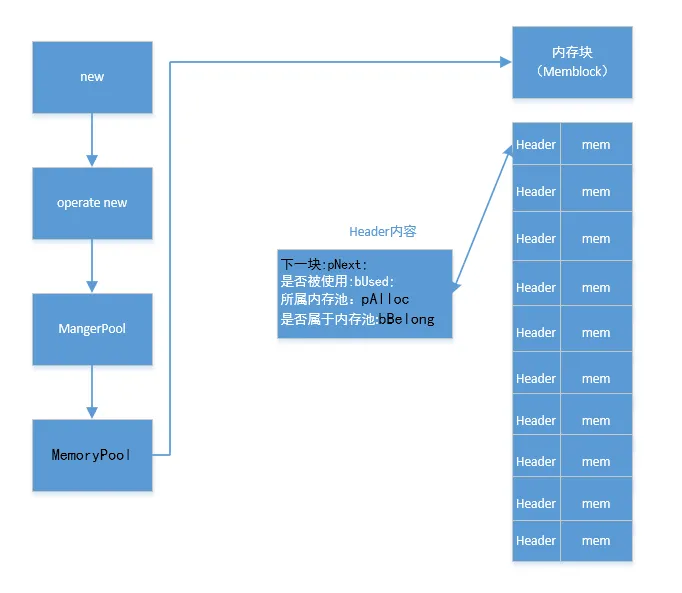 new
operate new
MangerPool
MemoryPool
Header内容
下一块:pNext;
是否被使用:bUsed;
所属内存池：pAlloc
是否属于内存池:bBelong
内存块
（Memblock）
Header mem
Header mem
Header mem
Header mem
Header mem
Header mem
Header mem
Header mem
Header mem
Header mem